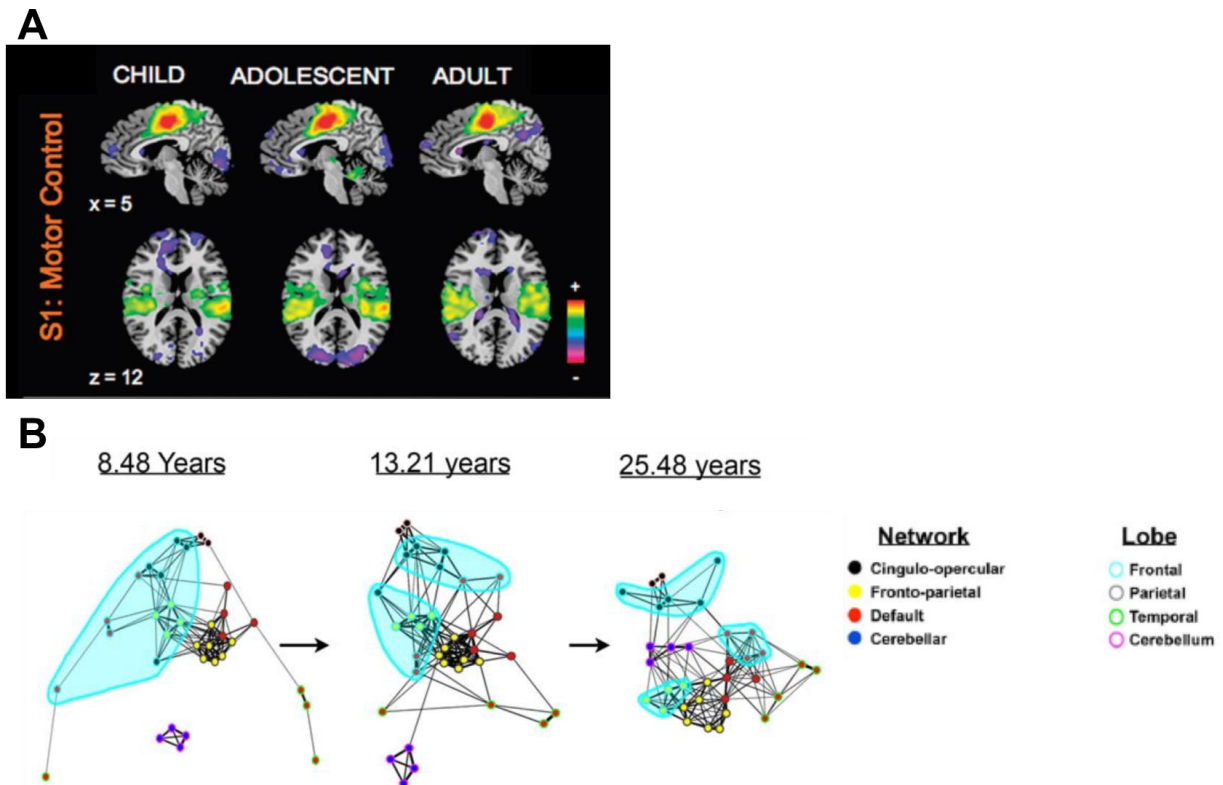 A
CHILD ADOLESCENT ADULT
S1: Motor Control
x = 5
+
-
z = 12
B
8.48 Years 13.21 years 25.48 years
Network Lobe
Cingulo-opercular Frontal
Fronto-parietal Parietal
Default Temporal
Cerebellar Cerebellum